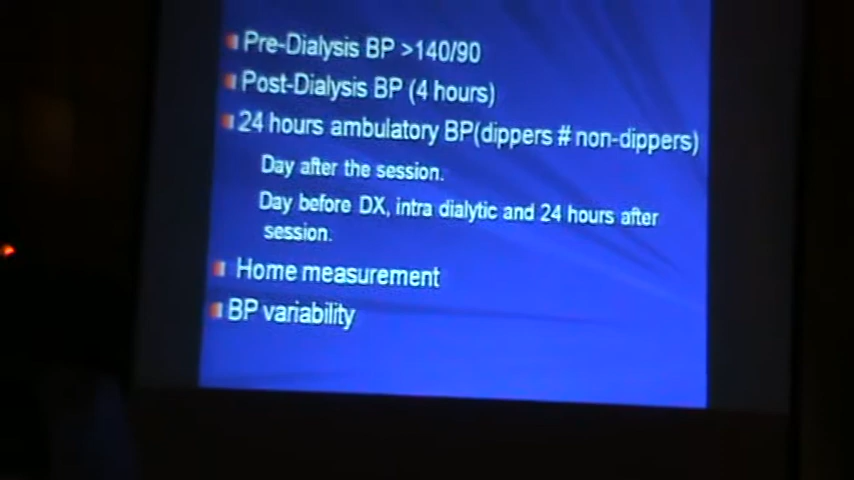 Pre-Dialysis BP >140/90
Post-Dialysis BP (4 hours)
24 hours ambulatory BP(dippers # non-dippers)
Day after the session.
Day before DX, intra dialytic and 24 hours after
session.
Home measurement
BP variability